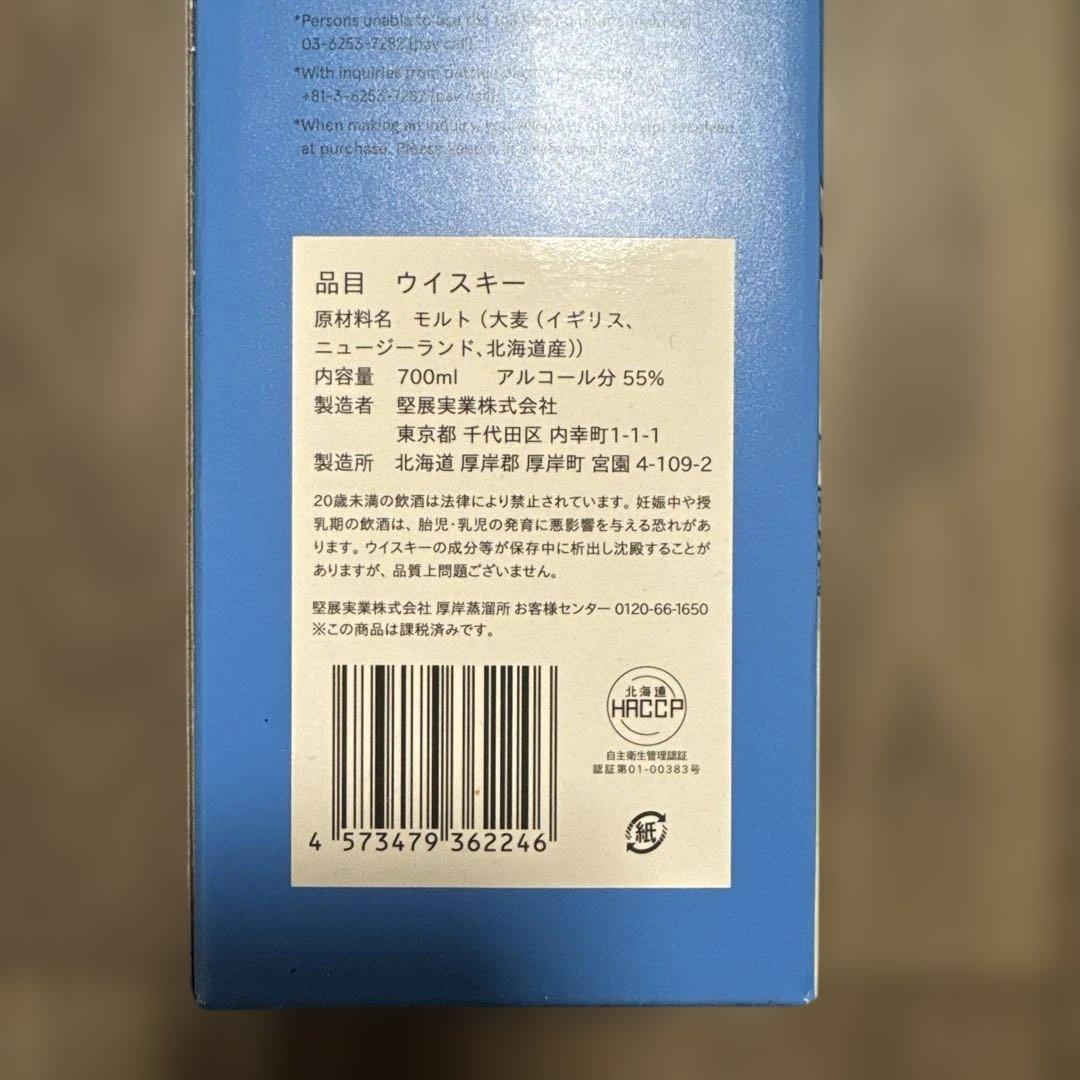 *Persons unable to use the toll
03-6253-7292 [pay call].
*With inquiries from
+81-3-6253-7292 [pay call].
*When making an inquiry,
at purchase. Please keep it in a
品目 ウイスキー
原材料名 モルト（大麦（イギリス、
ニュージーランド、北海道産））
内容量 700ml アルコール分 55%
製造者 堅展実業株式会社
東京都 千代田区 内幸町1-1-1
製造所 北海道 厚岸郡 厚岸町 宮園 4-109-2
20歳未満の飲酒は法律により禁止されています。妊娠中や授
乳期の飲酒は、胎児・乳児の発育に悪影響を与える恐れがあ
ります。ウイスキーの成分等が保存中に析出し沈殿することが
ありますが、品質上問題ございません。
堅展実業株式会社 厚岸蒸溜所 お客様センター 0120-66-1650
※この商品は課税済みです。
北海道
HACCP
自主衛生管理認証
認証第01-00383号
紙
4 573479 362246